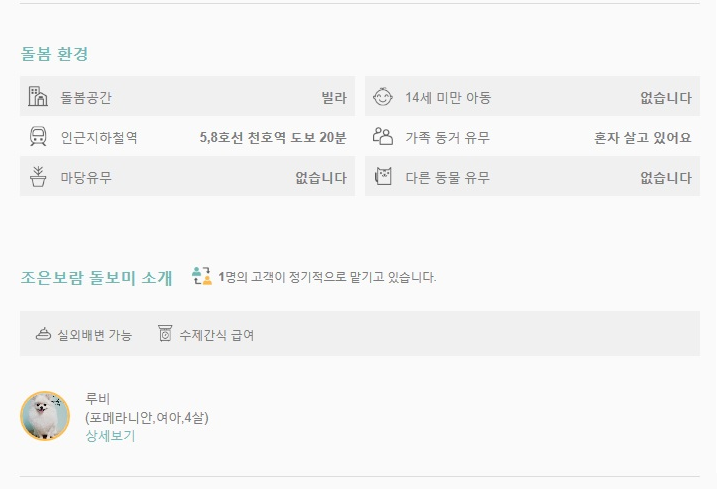 돌봄 환경
돌봄공간 빌라
14세 미만 아동 없습니다
인근지하철역 5,8호선 천호역 도보 20분
가족 동거 유무 혼자 살고 있어요
마당유무 없습니다
다른 동물 유무 없습니다
조은보람 돌보미 소개 1명의 고객이 정기적으로 맡기고 있습니다.
실외배변 가능 수제간식 급여
루비
(포메라니안,여아,4살)
상세보기